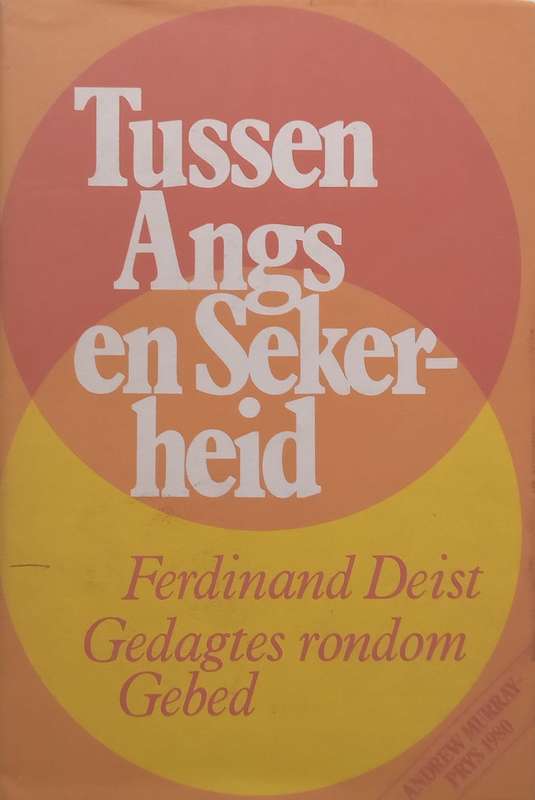 Tussen
Angs
en Seker-
heid
Ferdinand Deist
Gedagtes rondom
Gebed
ANDREW MURRAY-
PRYS 1980